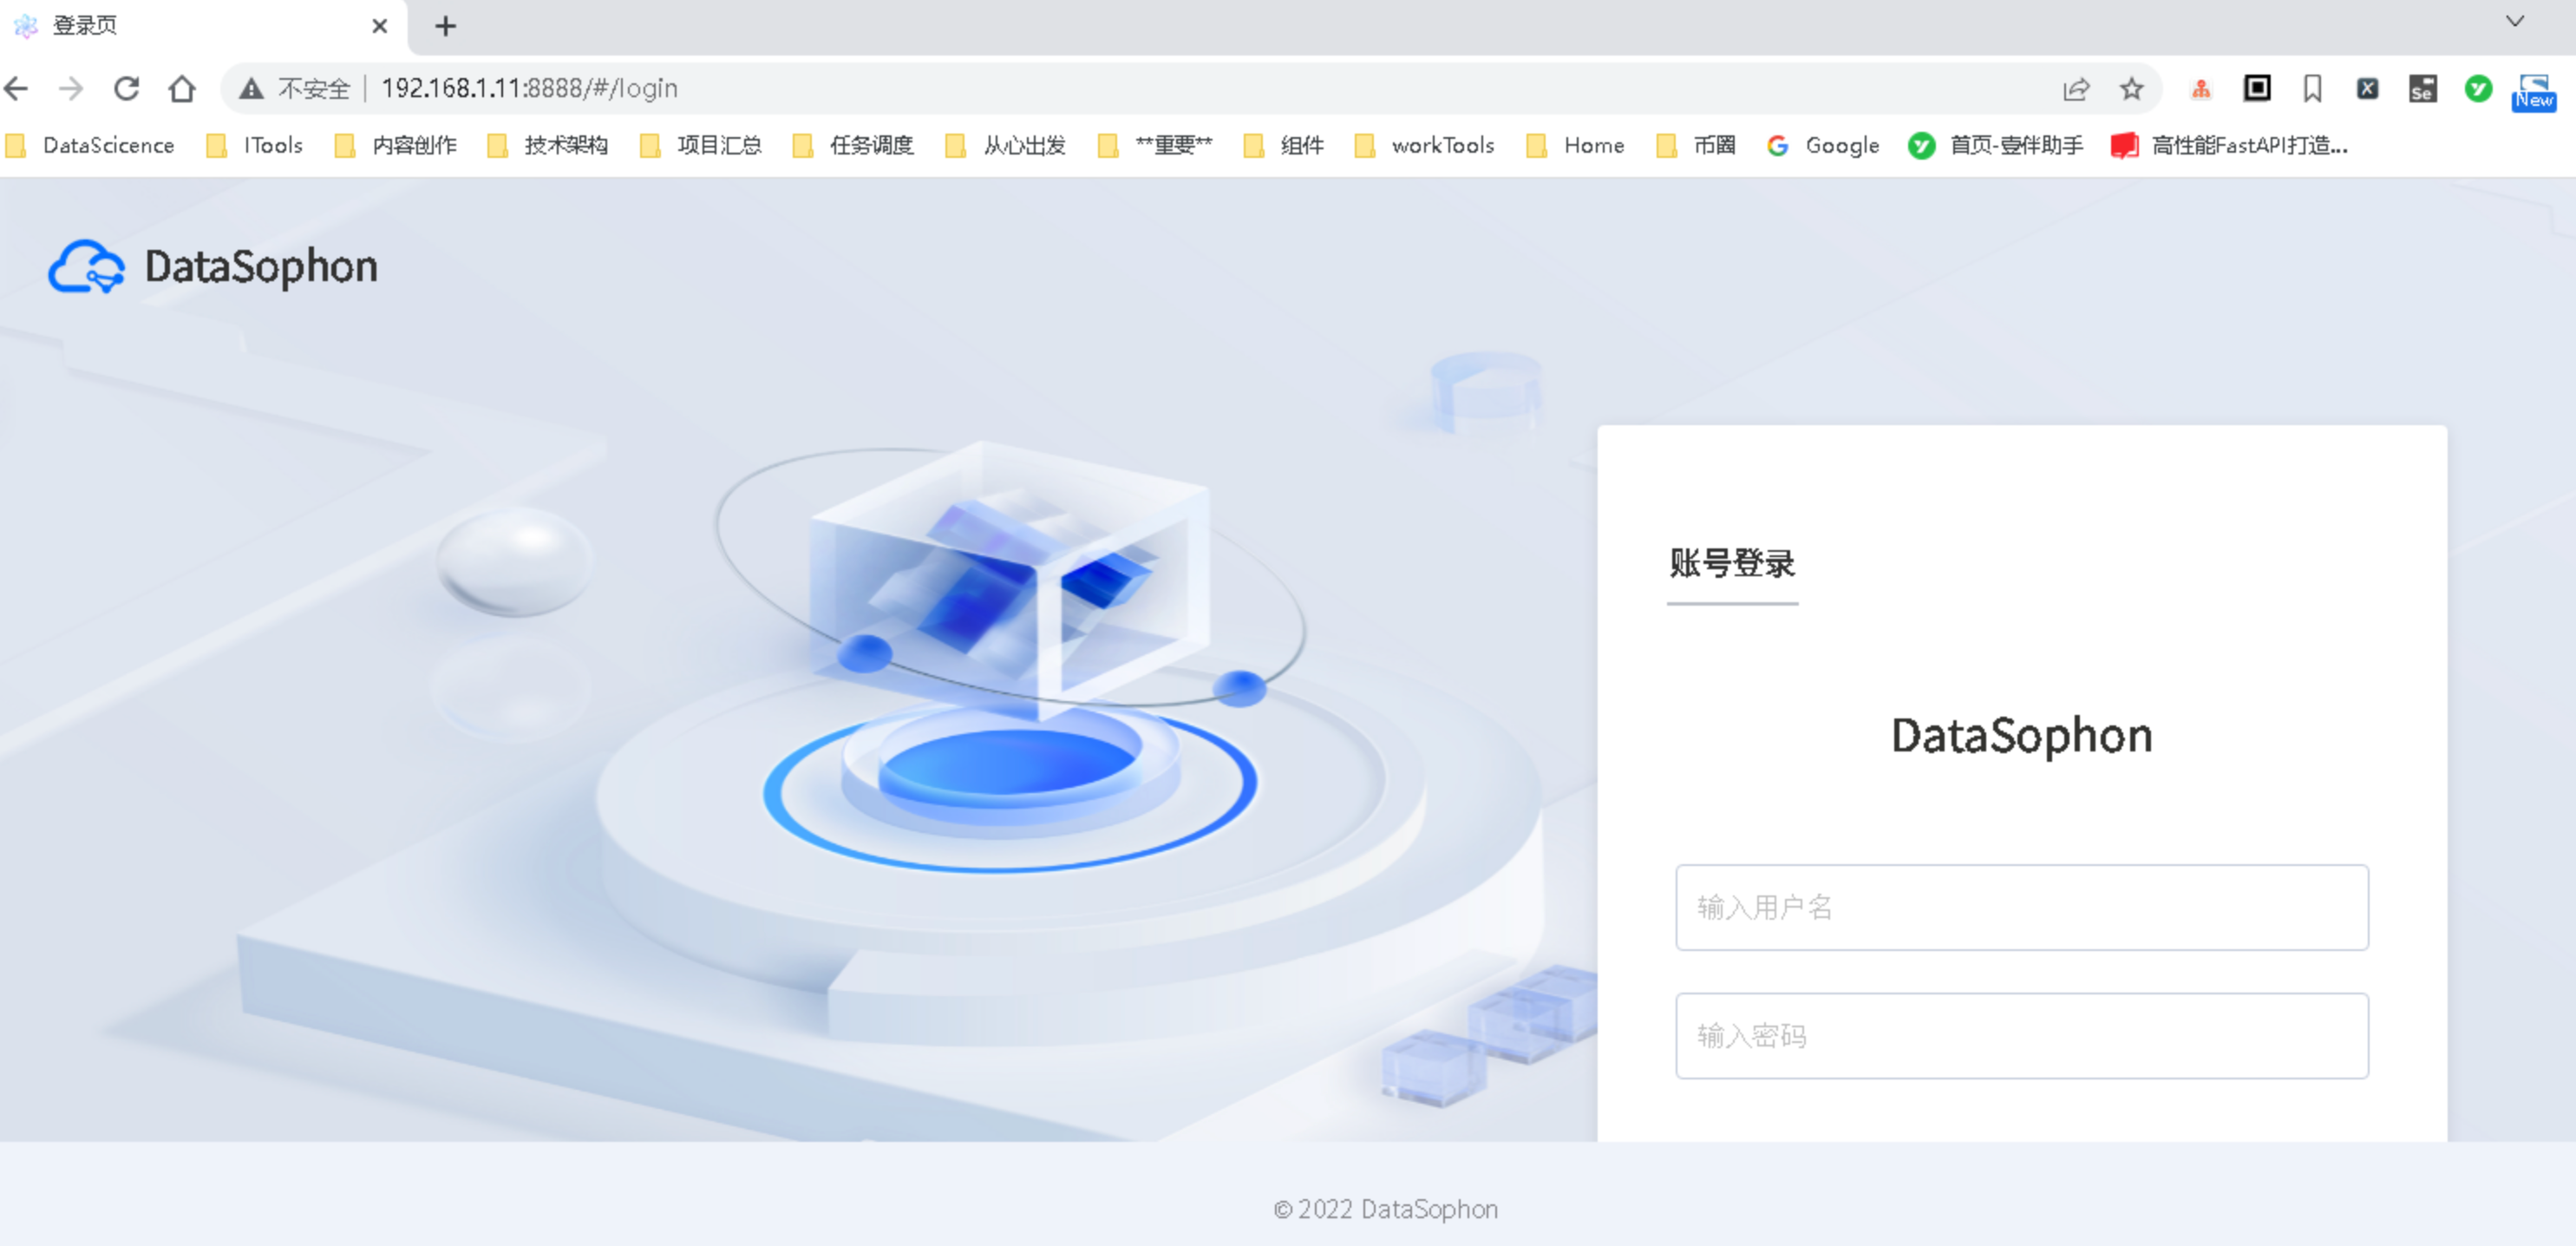 登录页
不安全 192.168.1.11:8888/#/login
Se
New
DataScicence ITools 内容创作 技术架构 项目汇总 任务调度 从心出发 **重要** 组件 workTools Home 币圈 Google 首页-壹伴助手 高性能FastAPI打造...
DataSophon
账号登录
DataSophon
输入用户名
输入密码
© 2022 DataSophon